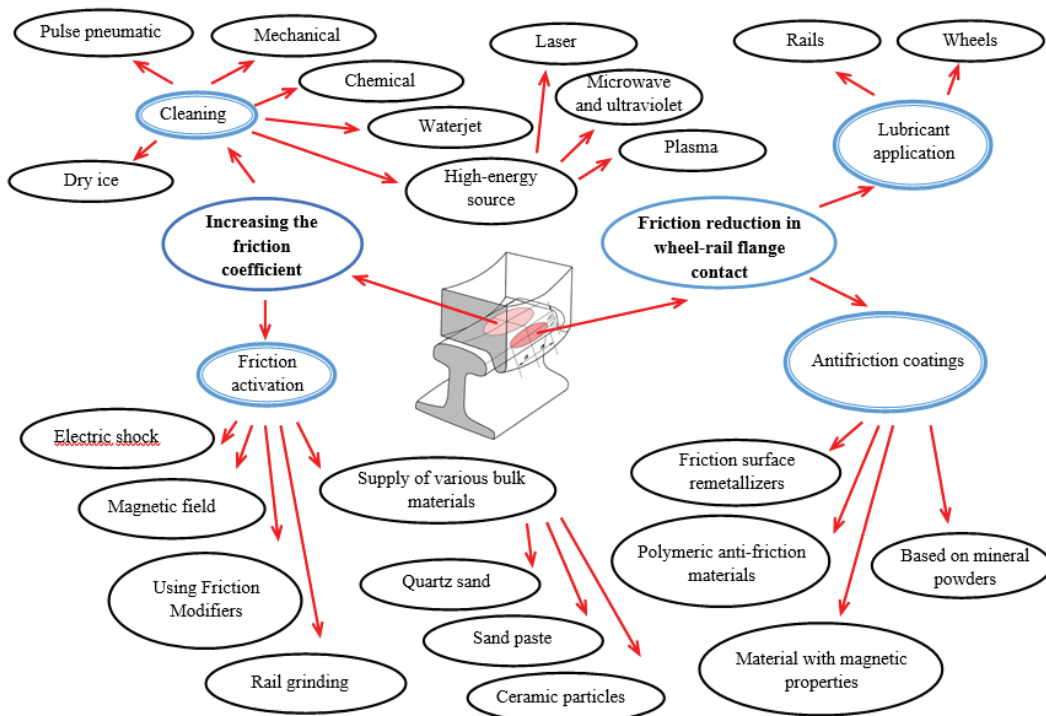 Pulse pneumatic
Mechanical
Laser
Rails
Wheels
Chemical
Microwave
and ultraviolet
Cleaning
Waterjet
Lubricant
application
Plasma
Dry ice
High-energy
source
Increasing the
friction
coefficient
Friction reduction in
wheel-rail flange
contact
Friction
activation
Antifriction coatings
Electric shock
Friction surface
remetallizers
Supply of various bulk
materials
Magnetic field
Polymeric anti-friction
materials
Based on mineral
powders
Quartz sand
Using Friction
Modifiers
Sand paste
Rail grinding
Material with magnetic
properties
Ceramic particles